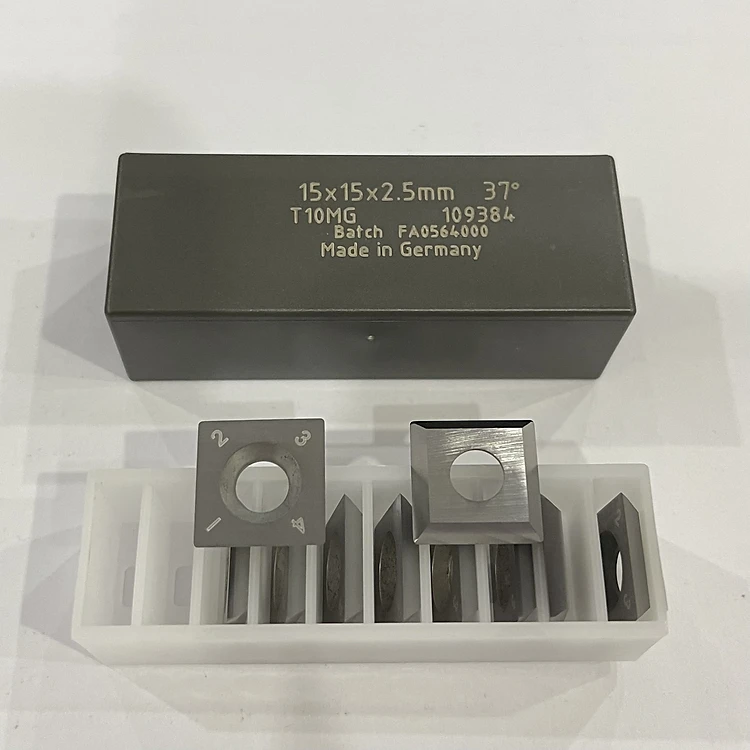 15x15x2.5mm 37°
T10MG 109384
Batch FA0564000
Made in Germany
2 3
1 4